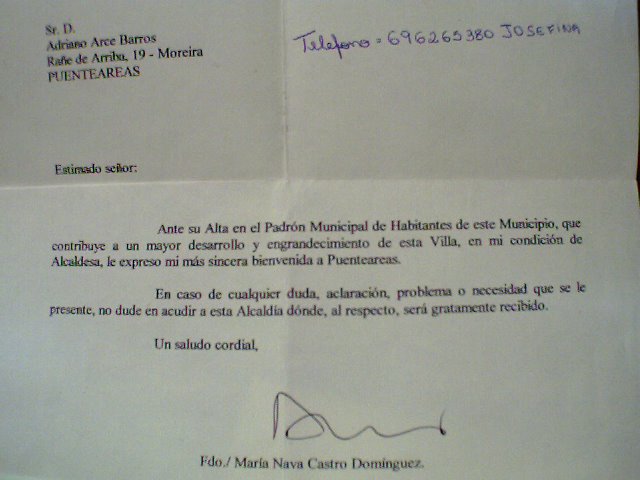 Sr. D.
Adriano Arce Barros
Rañe de Arriba, 19 - Moreira
PUENTEAREAS
Telefono = 696265380 JOSEFINA
Estimado señor:
Ante su Alta en el Padrón Municipal de Habitantes de este Municipio, que
contribuye a un mayor desarrollo y engrandecimiento de esta Villa, en mi condición de
Alcaldesa, le expreso mi más sincera bienvenida a Puenteareas.
En caso de cualquier duda, aclaración, problema o necesidad que se le
presente, no dude en acudir a esta Alcaldía dónde, al respecto, será gratamente recibido.
Un saludo cordial,
Fdo./ María Nava Castro Domínguez.